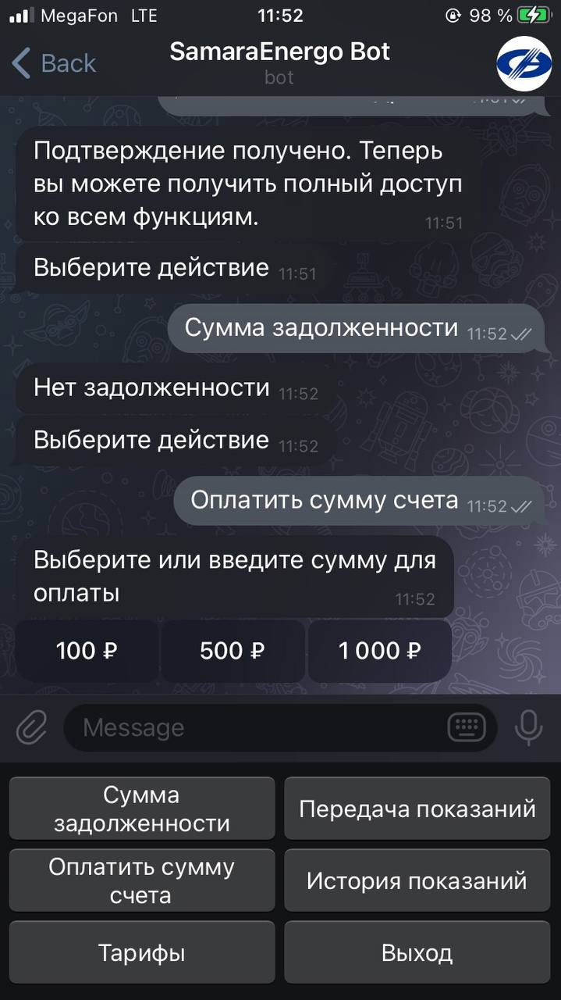 MegaFon LTE 11:52 98 %
Back
SamaraEnergo Bot
bot
Подтверждение получено. Теперь
вы можете получить полный доступ
ко всем функциям. 11:51
Выберите действие 11:51
Сумма задолженности 11:52
Нет задолженности 11:52
Выберите действие 11:52
Оплатить сумму счета 11:52
Выберите или введите сумму для
оплаты 11:52
100 ₽ 500 ₽ 1 000 ₽
Message
Сумма
задолженности
Передача показаний
Оплатить сумму
счета
История показаний
Тарифы
Выход